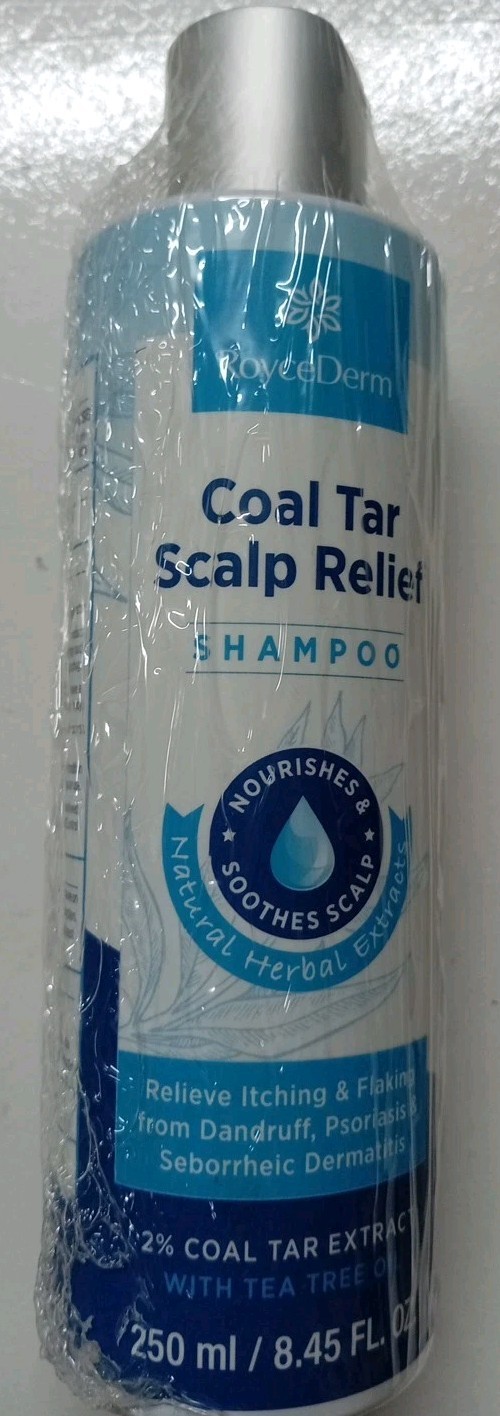 RoyceDerm
Coal Tar
Scalp Relief
SHAMPOO
NOURISHES &
SOOTHES SCALP
Natural Herbal Extracts
Relieve Itching & Flaking
from Dandruff, Psoriasis &
Seborrheic Dermatitis
2% COAL TAR EXTRACT
WITH TEA TREE
250 ml / 8.45 FL. OZ